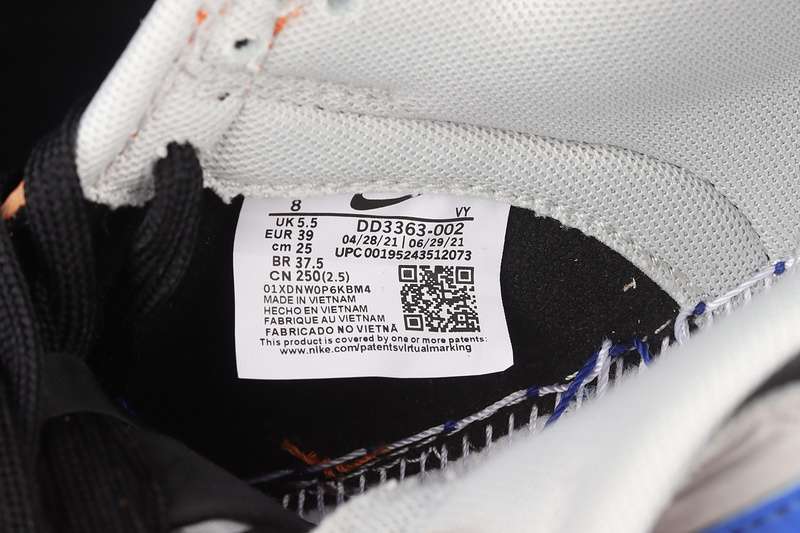 8 VY
UK 5.5
EUR 39
cm 25
BR 37.5
CN 250(2.5)
DD3363-002
04/28/21 | 06/29/21
UPC 00195243512073
01XDNW0P6KBM4
MADE IN VIETNAM
HECHO EN VIETNAM
FABRIQUE AU VIETNAM
FABRICADO NO VIETNÃ
This product is covered by one or more patents:
www.nike.com/patentsvirtualmarking